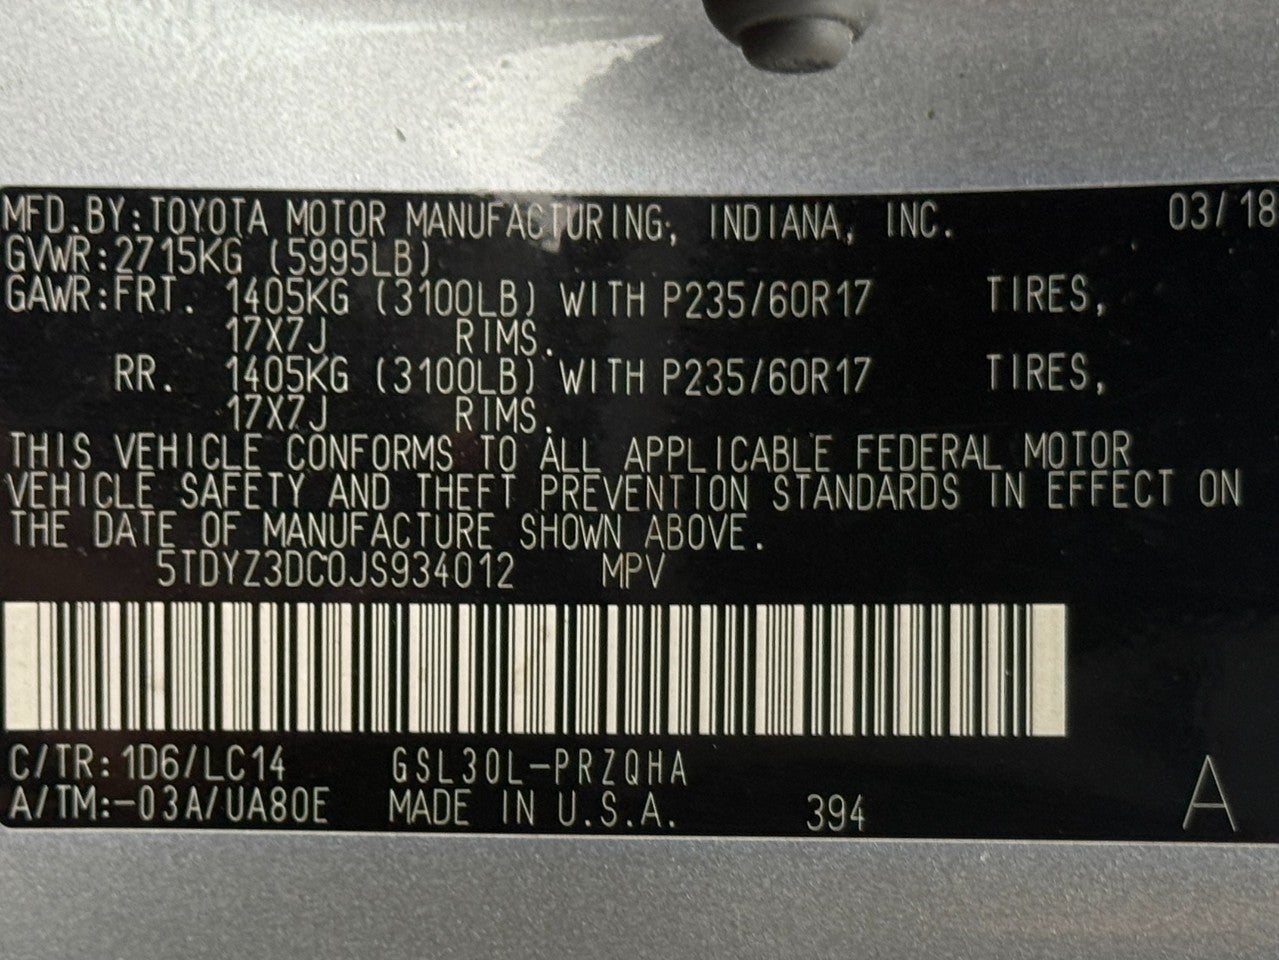 MFD.BY:TOYOTA MOTOR MANUFACTURING, INDIANA, INC. 03/18
GVWR:2715KG (5995LB)
GAWR:FRT. 1405KG (3100LB) WITH P235/60R17 TIRES,
17X7J RIMS.
RR. 1405KG (3100LB) WITH P235/60R17 TIRES,
17X7J RIMS.
THIS VEHICLE CONFORMS TO ALL APPLICABLE FEDERAL MOTOR
VEHICLE SAFETY AND THEFT PREVENTION STANDARDS IN EFFECT ON
THE DATE OF MANUFACTURE SHOWN ABOVE.
5TDYZ3DC0JS934012 MPV
C/TR:1D6/LC14 GSL30L-PRZQHA
A/TM:-03A/UA80E MADE IN U.S.A. 394 A